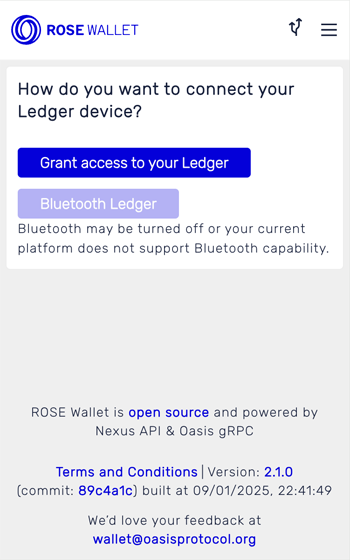 ROSE WALLET
How do you want to connect your
Ledger device?
Grant access to your Ledger
Bluetooth Ledger
Bluetooth may be turned off or your current
platform does not support Bluetooth capability.
ROSE Wallet is open source and powered by
Nexus API & Oasis gRPC
Terms and Conditions | Version: 2.1.0
(commit: 89c4a1c) built at 09/01/2025, 22:41:49
We'd love your feedback at
wallet@oasisprotocol.org